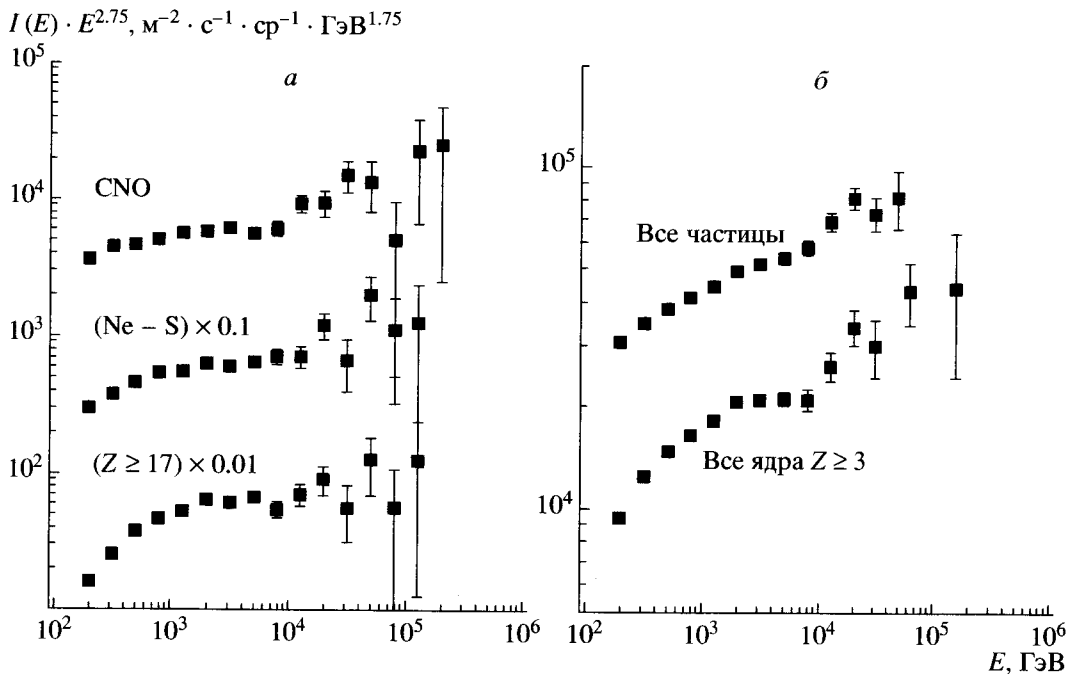 I (E) · E^2.75, м^−2 · с^−1 · ср^−1 · ГэВ^1.75
а
10^5
10^4
10^3
10^2
CNO
(Ne – S) × 0.1
(Z ≥ 17) × 0.01
10^2 10^3 10^4 10^5 10^6
б
10^5
10^4
Все частицы
Все ядра Z ≥ 3
10^2 10^3 10^4 10^5 10^6
E, ГэВ